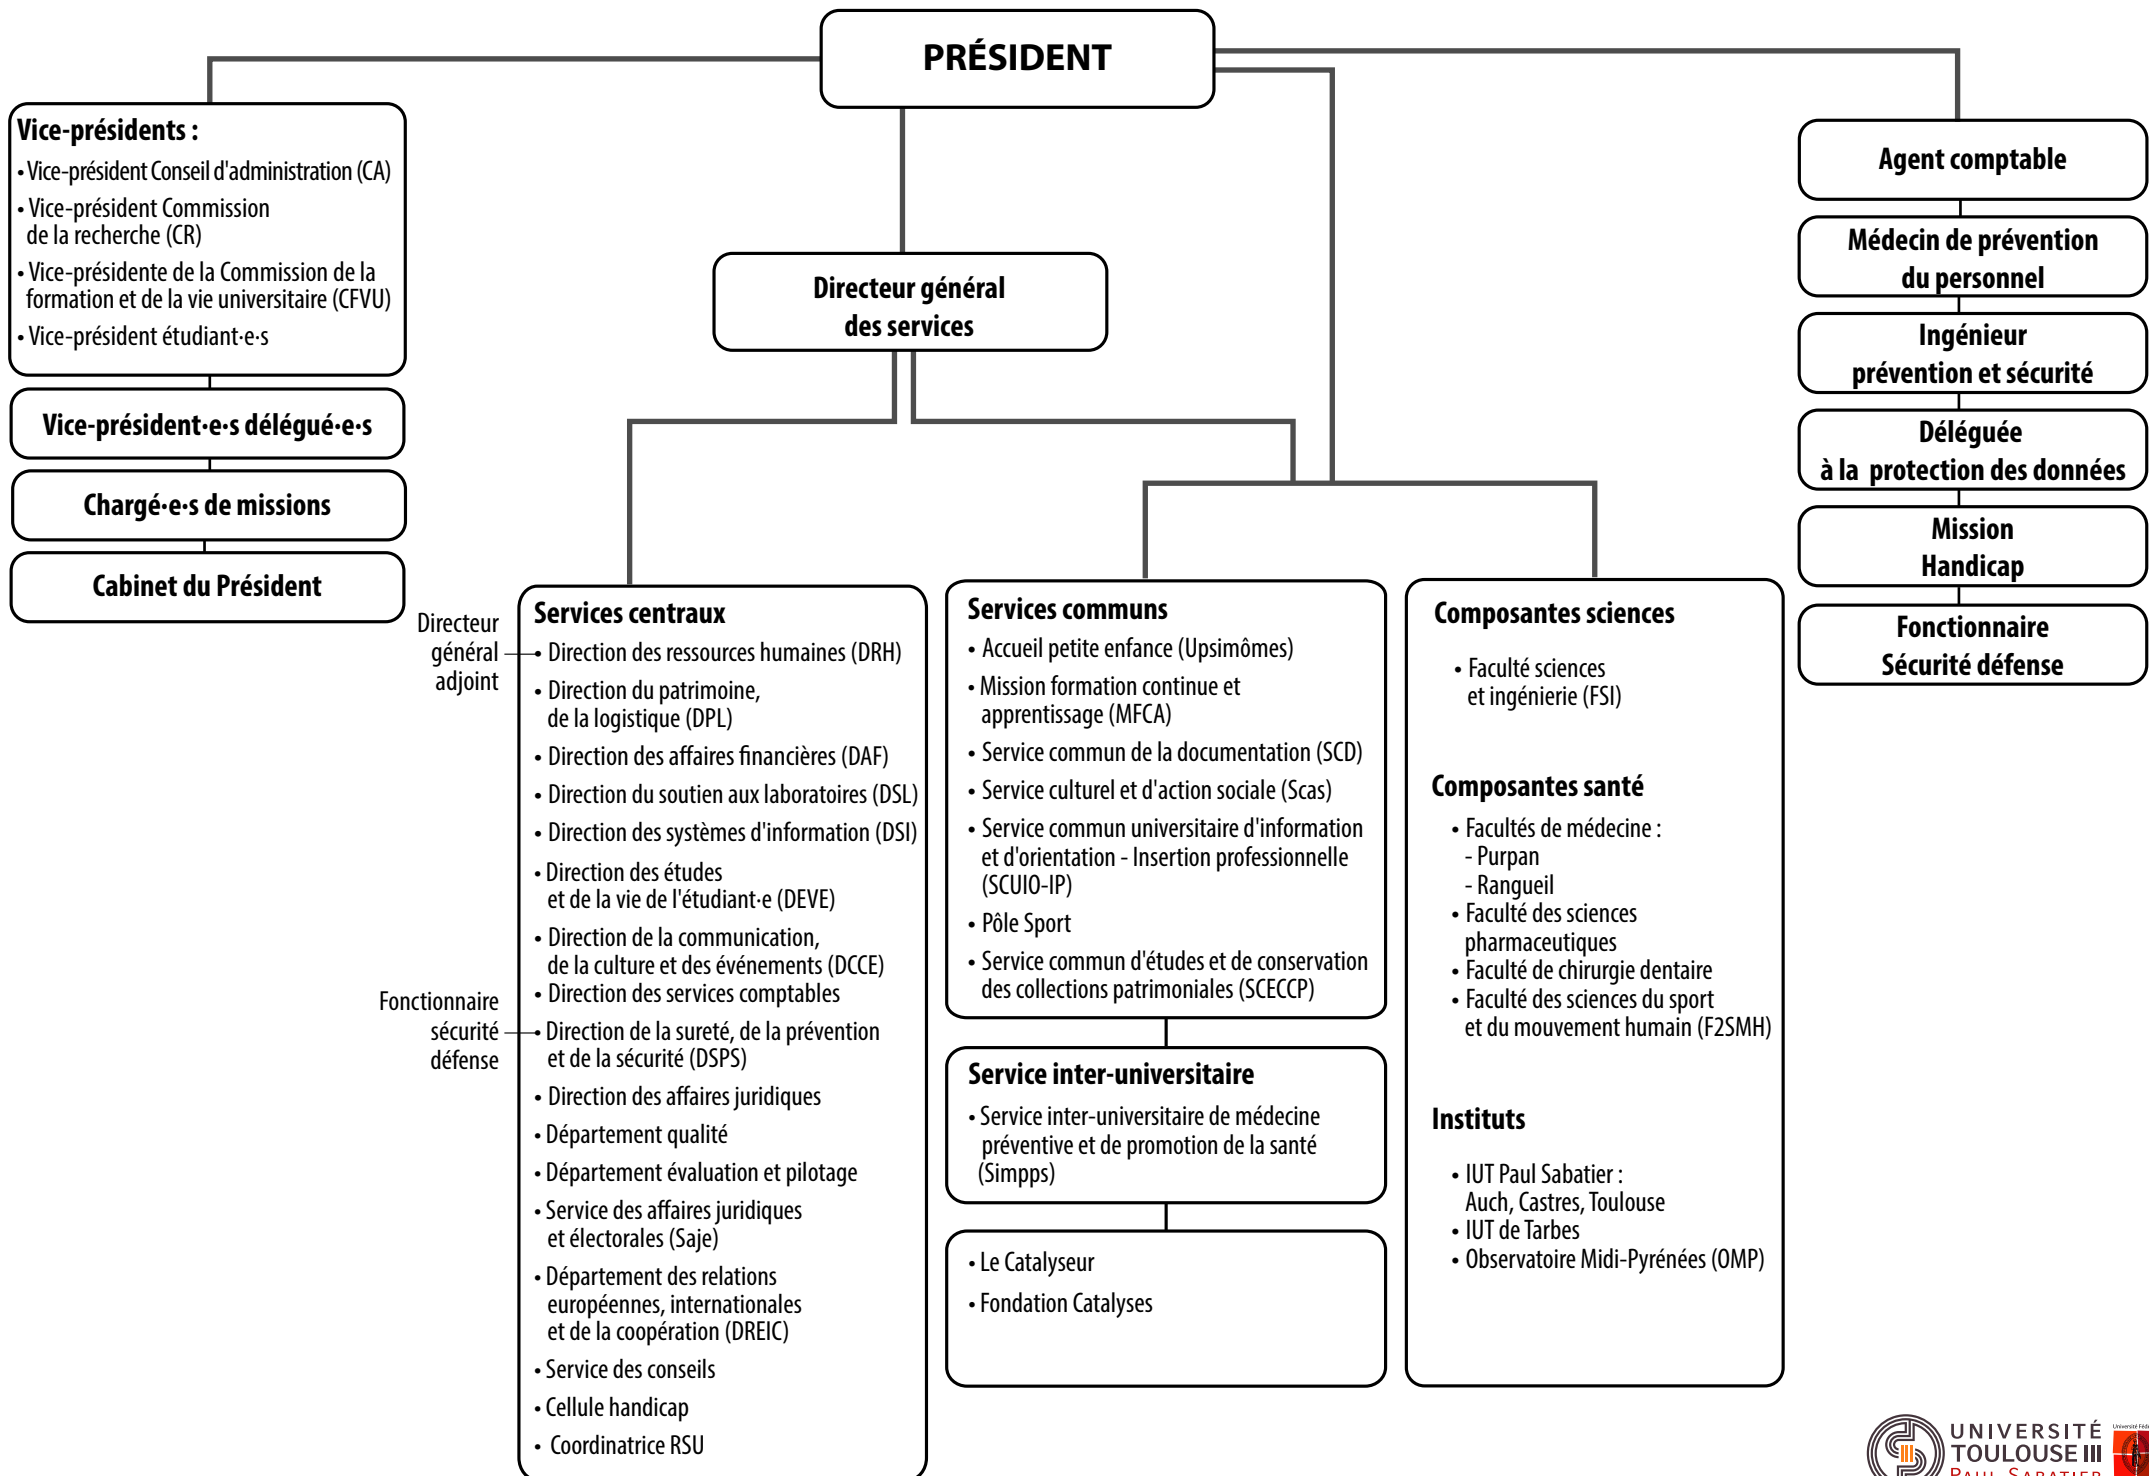 PRÉSIDENT
Vice-présidents :
• Vice-président Conseil d'administration (CA)
• Vice-président Commission
de la recherche (CR)
• Vice-présidente de la Commission de la
formation et de la vie universitaire (CFVU)
• Vice-président étudiant·e·s
Vice-président·e·s délégué·e·s
Chargé·e·s de missions
Cabinet du Président
Directeur général
des services
Agent comptable
Médecin de prévention
du personnel
Ingénieur
prévention et sécurité
Déléguée
à la protection des données
Mission
Handicap
Fonctionnaire
Sécurité défense
Directeur
général
adjoint
Fonctionnaire
sécurité
défense
Services centraux
• Direction des ressources humaines (DRH)
• Direction du patrimoine,
de la logistique (DPL)
• Direction des affaires financières (DAF)
• Direction du soutien aux laboratoires (DSL)
• Direction des systèmes d'information (DSI)
• Direction des études
et de la vie de l'étudiant·e (DEVE)
• Direction de la communication,
de la culture et des événements (DCCE)
• Direction des services comptables
• Direction de la sureté, de la prévention
et de la sécurité (DSPS)
• Direction des affaires juridiques
• Département qualité
• Département évaluation et pilotage
• Service des affaires juridiques
et électorales (Saje)
• Département des relations
européennes, internationales
et de la coopération (DREIC)
• Service des conseils
• Cellule handicap
• Coordinatrice RSU
Services communs
• Accueil petite enfance (Upsimômes)
• Mission formation continue et
apprentissage (MFCA)
• Service commun de la documentation (SCD)
• Service culturel et d'action sociale (Scas)
• Service commun universitaire d'information
et d'orientation - Insertion professionnelle
(SCUIO-IP)
• Pôle Sport
• Service commun d'études et de conservation
des collections patrimoniales (SCECCP)
Service inter-universitaire
• Service inter-universitaire de médecine
préventive et de promotion de la santé
(Simpps)
• Le Catalyseur
• Fondation Catalyses
Composantes sciences
• Faculté sciences
et ingénierie (FSI)
Composantes santé
• Facultés de médecine :
- Purpan
- Rangueil
• Faculté des sciences
pharmaceutiques
• Faculté de chirurgie dentaire
• Faculté des sciences du sport
et du mouvement humain (F2SMH)
Instituts
• IUT Paul Sabatier :
Auch, Castres, Toulouse
• IUT de Tarbes
• Observatoire Midi-Pyrénées (OMP)
UNIVERSITÉ
TOULOUSE III
PAUL SABATIER
Université